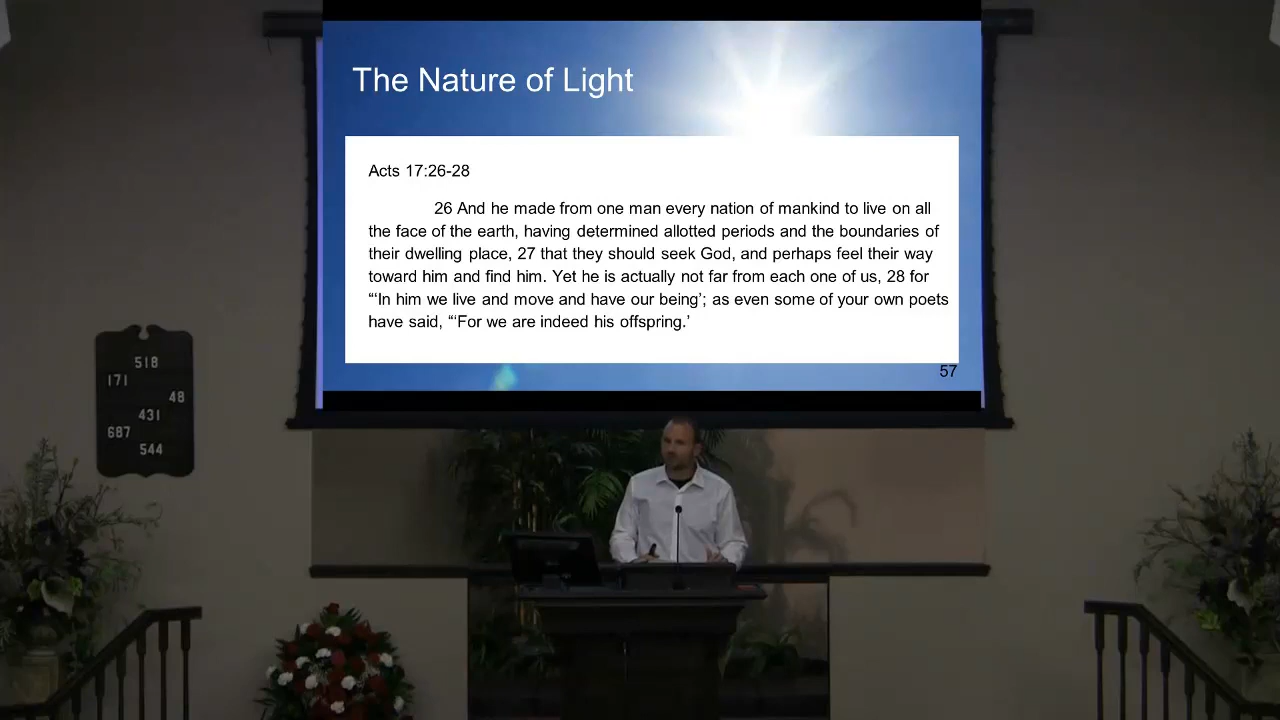 The Nature of Light
Acts 17:26-28
26 And he made from one man every nation of mankind to live on all
the face of the earth, having determined allotted periods and the boundaries of
their dwelling place, 27 that they should seek God, and perhaps feel their way
toward him and find him. Yet he is actually not far from each one of us, 28 for
“‘In him we live and move and have our being’; as even some of your own poets
have said, “‘For we are indeed his offspring.’
57
518
171
48
431
687
544